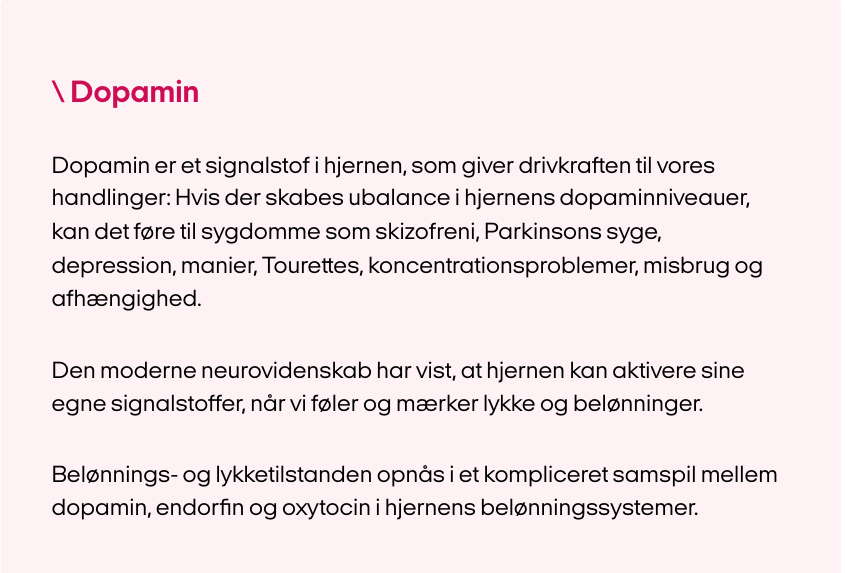 \ Dopamin
Dopamin er et signalstof i hjernen, som giver drivkraften til vores
handlinger: Hvis der skabes ubalance i hjernens dopaminniveauer,
kan det føre til sygdomme som skizofreni, Parkinsons syge,
depression, manier, Tourettes, koncentrationsproblemer, misbrug og
afhængighed.
Den moderne neurovidenskab har vist, at hjernen kan aktivere sine
egne signalstoffer, når vi føler og mærker lykke og belønninger.
Belønnings- og lykketilstanden opnås i et kompliceret samspil mellem
dopamin, endorfin og oxytocin i hjernens belønningssystemer.